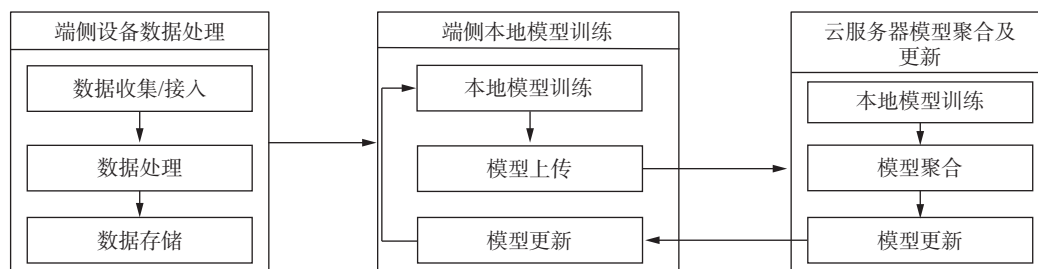 端侧设备数据处理
数据收集/接入
数据处理
数据存储
端侧本地模型训练
本地模型训练
模型上传
模型更新
云服务器模型聚合及
更新
本地模型训练
模型聚合
模型更新